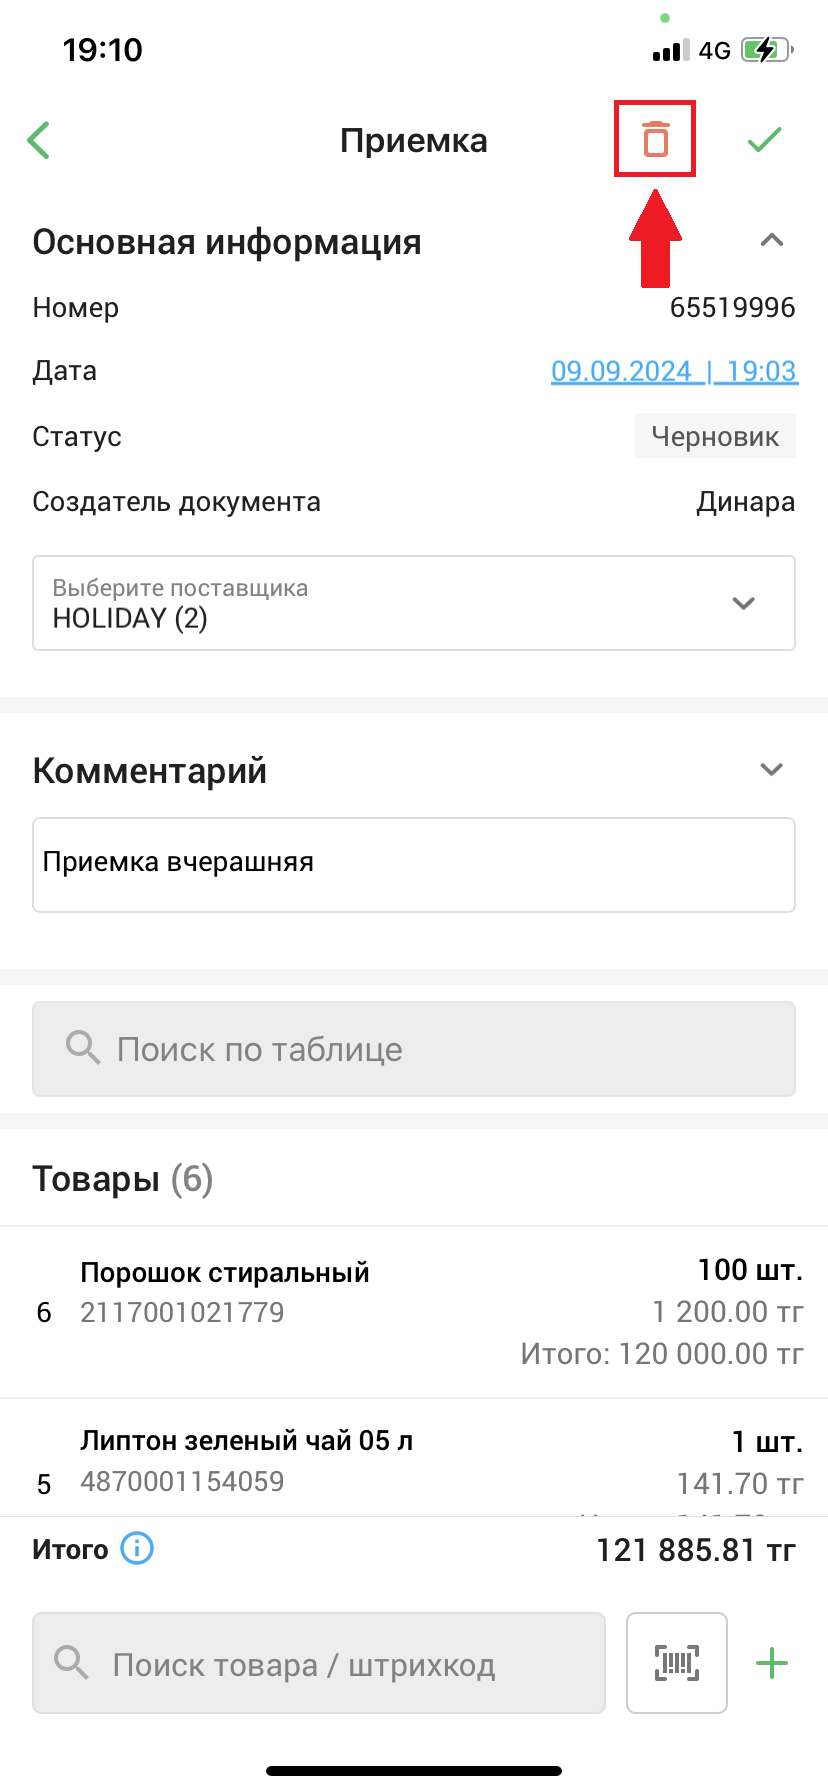 19:10
4G
Приемка
Основная информация
Номер 65519996
Дата 09.09.2024 | 19:03
Статус Черновик
Создатель документа Динара
Выберите поставщика
HOLIDAY (2)
Комментарий
Приемка вчерашняя
Поиск по таблице
Товары (6)
Порошок стиральный 100 шт.
6 2117001021779 1 200.00 тг
Итого: 120 000.00 тг
Липтон зеленый чай 05 л 1 шт.
5 4870001154059 141.70 тг
Итого 121 885.81 тг
Поиск товара / штрихкод